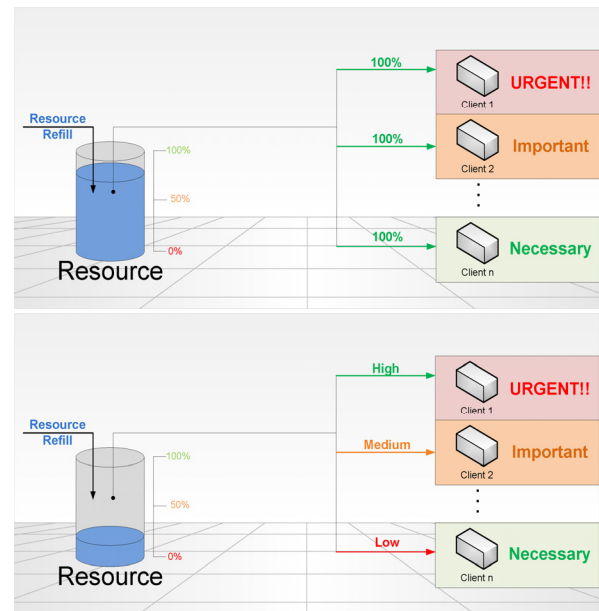 100%
URGENT!!
Client 1
Resource
Refill
100%
50%
0%
Resource
100%
Important
Client 2
100%
Necessary
Client n
High
URGENT!!
Client 1
Resource
Refill
100%
50%
0%
Resource
Medium
Important
Client 2
Low
Necessary
Client n